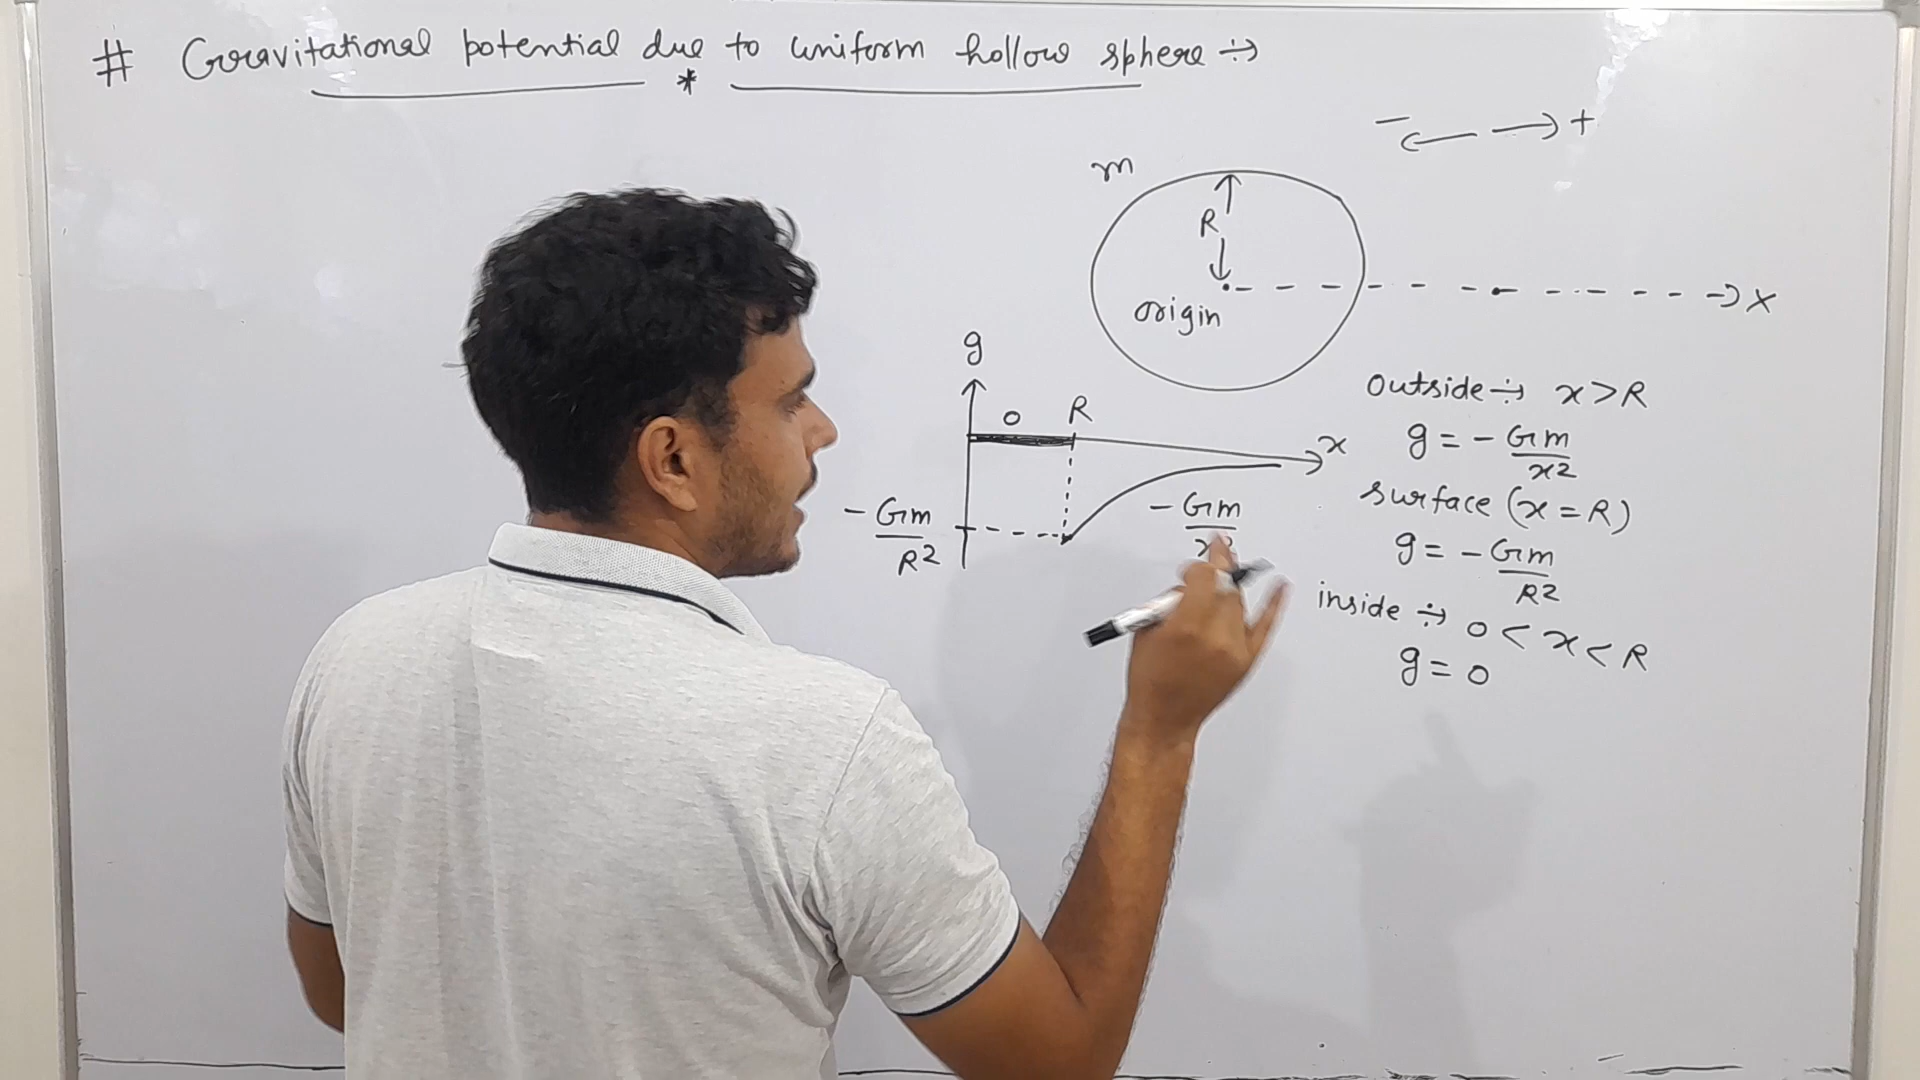 # Gravitational potential due to uniform hollow sphere ÷>
*
- ← → +
m
R
origin
X
g
0 R
x
-Gm/R²
-Gm
outside ÷> x>R
g = -Gm/x²
surface (x=R)
g = -Gm/R²
inside ÷> 0 < x < R
g = 0